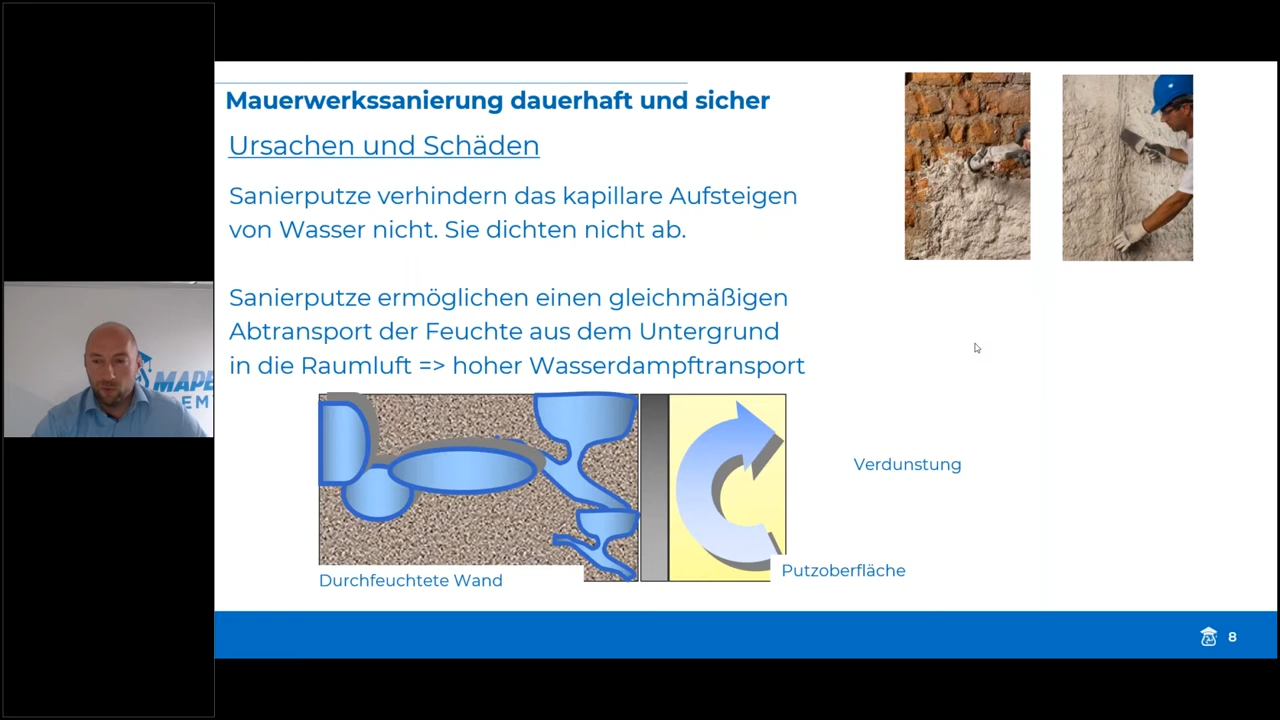 Mauerwerkssanierung dauerhaft und sicher
Ursachen und Schäden
Sanierputze verhindern das kapillare Aufsteigen
von Wasser nicht. Sie dichten nicht ab.
Sanierputze ermöglichen einen gleichmäßigen
Abtransport der Feuchte aus dem Untergrund
in die Raumluft => hoher Wasserdampftransport
Verdunstung
Putzoberfläche
Durchfeuchtete Wand
8